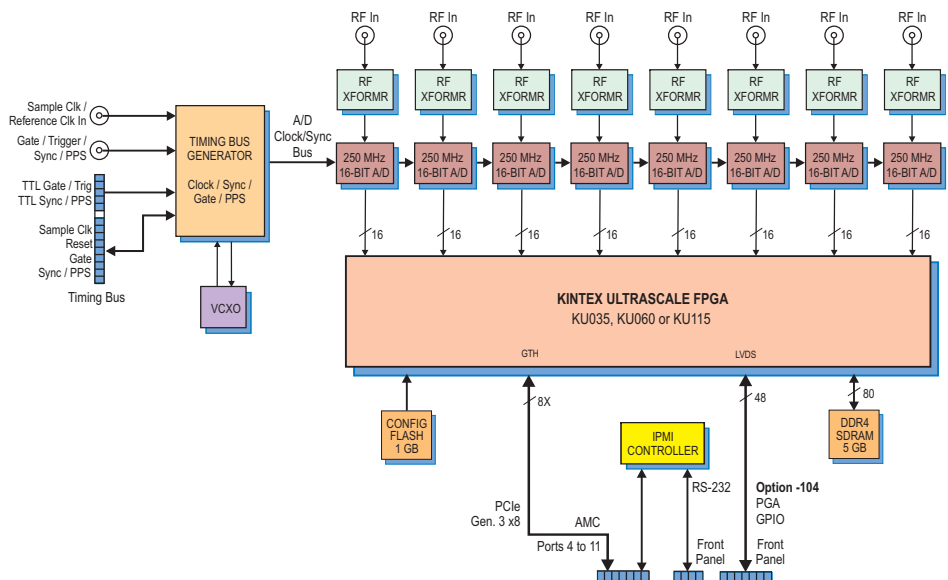 RF In RF In RF In RF In RF In RF In RF In RF In
RF XFORMR
RF XFORMR
RF XFORMR
RF XFORMR
RF XFORMR
RF XFORMR
RF XFORMR
RF XFORMR
Sample Clk /
Reference Clk In
Gate / Trigger /
Sync / PPS
TTL Gate / Trig
TTL Sync / PPS
Sample Clk
Reset
Gate
Sync / PPS
Timing Bus
TIMING BUS
GENERATOR
Clock / Sync /
Gate / PPS
VCXO
A/D
Clock/Sync
Bus
250 MHz
16-BIT A/D
250 MHz
16-BIT A/D
250 MHz
16-BIT A/D
250 MHz
16-BIT A/D
250 MHz
16-BIT A/D
250 MHz
16-BIT A/D
250 MHz
16-BIT A/D
250 MHz
16-BIT A/D
16 16 16 16 16 16 16 16
KINTEX ULTRASCALE FPGA
KU035, KU060 or KU115
GTH LVDS
8X 48 80
CONFIG
FLASH
1 GB
IPMI
CONTROLLER
DDR4
SDRAM
5 GB
RS-232
Option -104
PGA
GPIO
PCIe
Gen. 3 x8
AMC
Ports 4 to 11
Front
Panel
Front
Panel